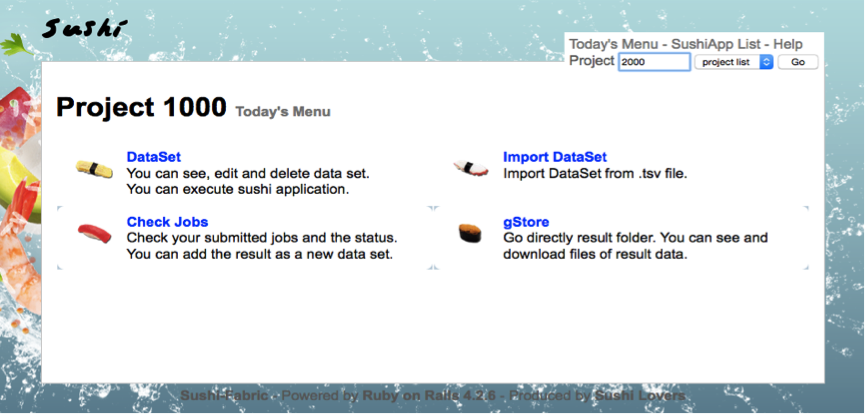 Sushi
Today's Menu - SushiApp List - Help
Project 2000 project list Go
Project 1000 Today's Menu
DataSet
You can see, edit and delete data set.
You can execute sushi application.
Import DataSet
Import DataSet from .tsv file.
Check Jobs
Check your submitted jobs and the status.
You can add the result as a new data set.
gStore
Go directly result folder. You can see and
download files of result data.
Sushi-Fabric - Powered by Ruby on Rails 4.2.6 - Produced by Sushi Lovers